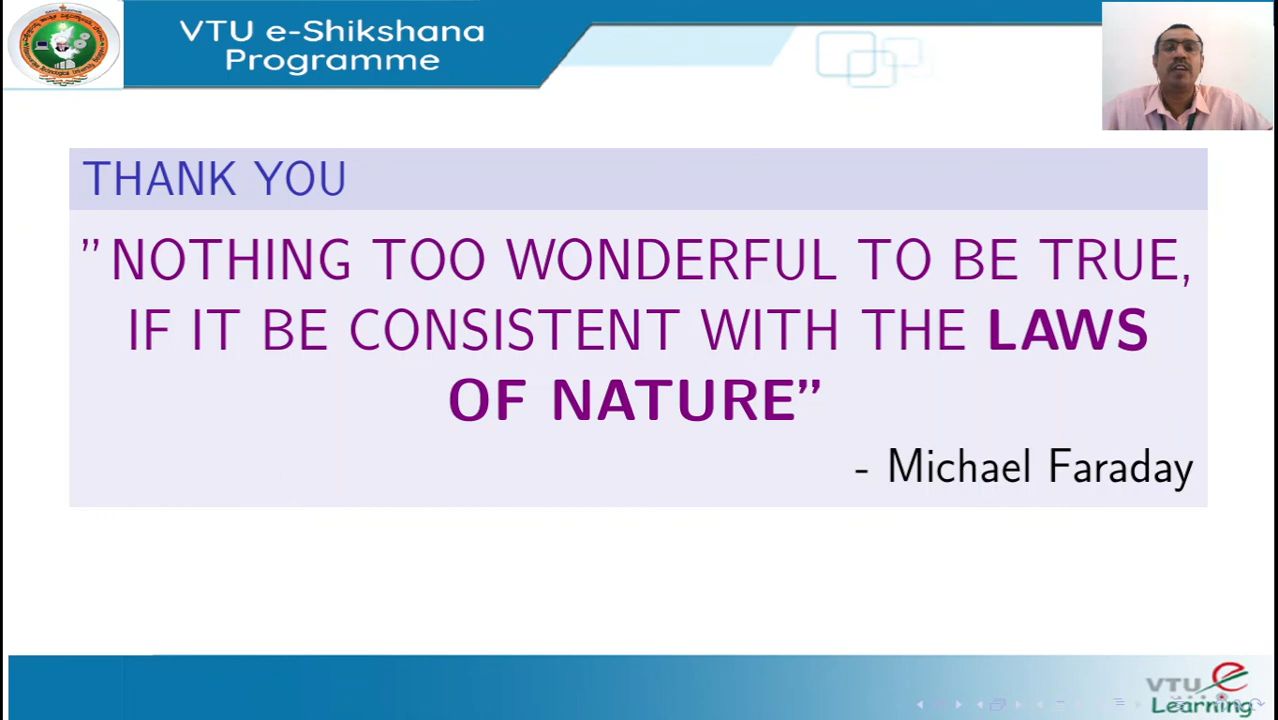 VTU e-Shikshana
Programme
THANK YOU
”NOTHING TOO WONDERFUL TO BE TRUE,
IF IT BE CONSISTENT WITH THE LAWS
OF NATURE”
- Michael Faraday
VTU
Learning